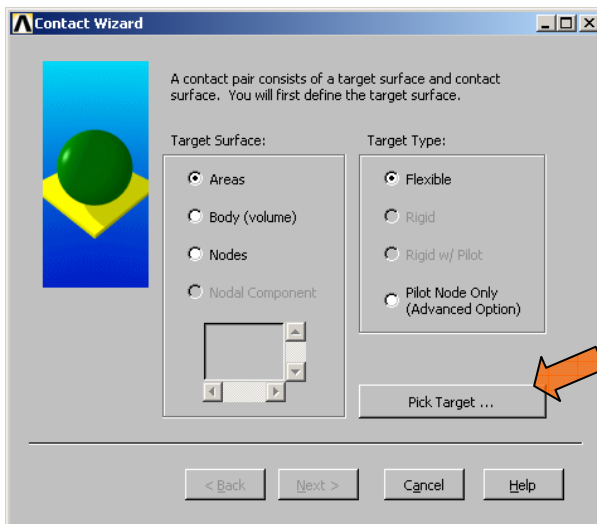 Contact Wizard
A contact pair consists of a target surface and contact
surface. You will first define the target surface.
Target Surface:
Areas
Body (volume)
Nodes
Nodal Component
Target Type:
Flexible
Rigid
Rigid w/ Pilot
Pilot Node Only
(Advanced Option)
Pick Target ...
< Back
Next >
Cancel
Help